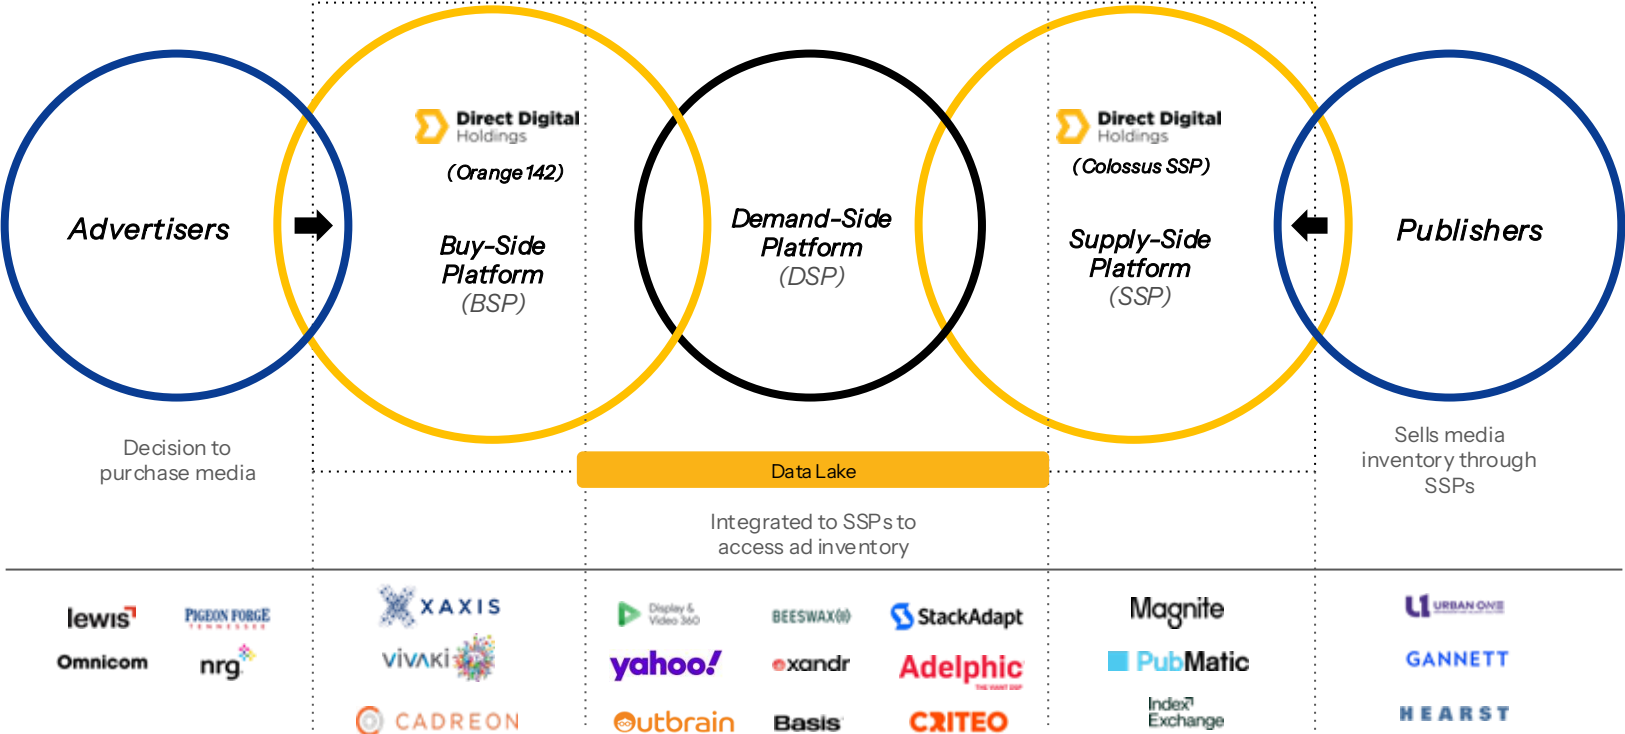 Direct Digital
Holdings
(Orange 142)
Direct Digital
Holdings
(Colossus SSP)
Advertisers
Buy-Side
Platform
(BSP)
Demand-Side
Platform
(DSP)
Supply-Side
Platform
(SSP)
Publishers
Decision to
purchase media
Data Lake
Integrated to SSPs to
access ad inventory
Sells media
inventory through
SSPs
lewis
PIGEON FORGE
TENNESSEE
Omnicom
nrg
XAXIS
VIVAKI
CADREON
Display &
Video 360
BEESWAX
StackAdapt
yahoo!
xandr
Adelphic
Outbrain
Basis
CRITEO
Magnite
PubMatic
Index
Exchange
URBAN ONE
GANNETT
HEARST